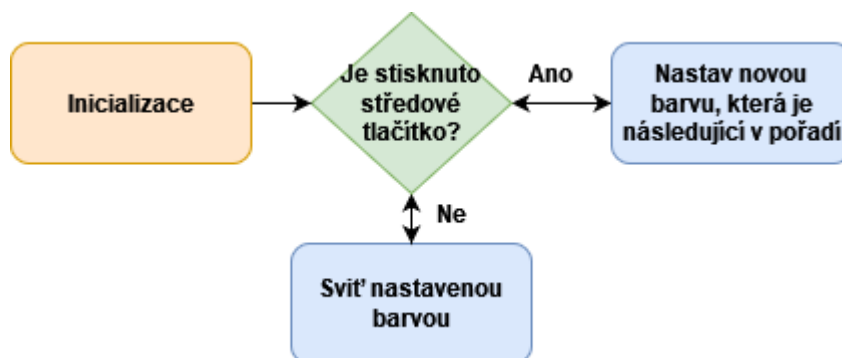 Inicializace
Je stisknuto
středové
tlačítko?
Ano
Nastav novou
barvu, která je
následující v pořadí
Ne
Sviť nastavenou
barvou